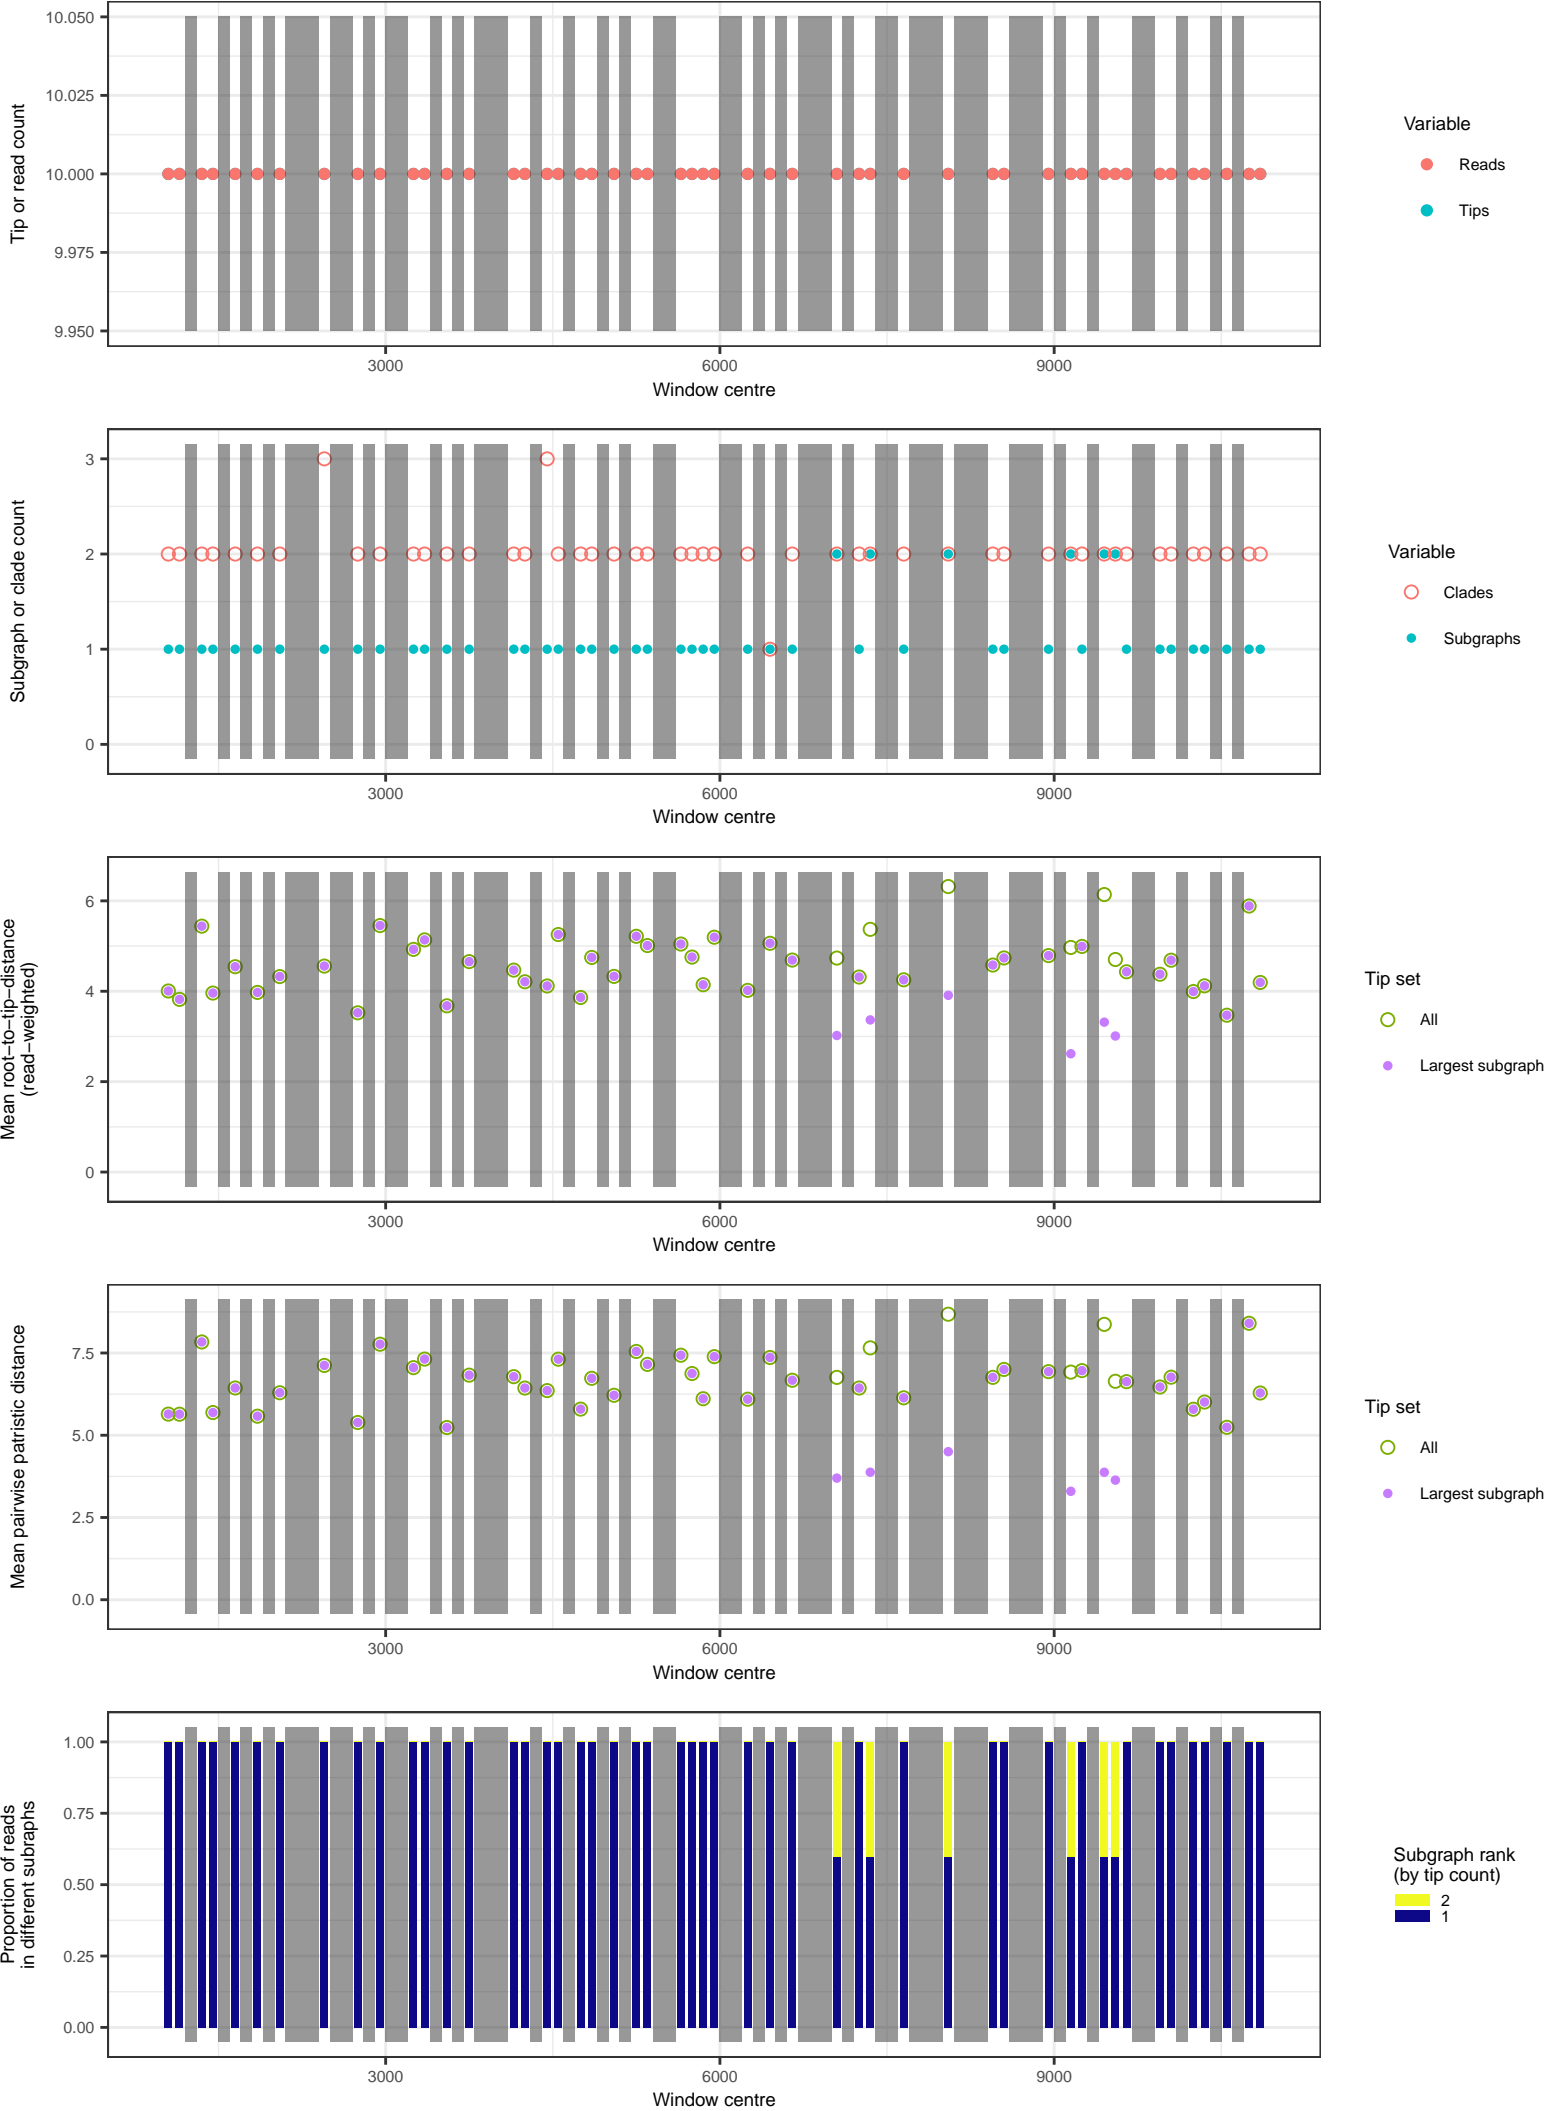 10.050
10.025
10.000
9.975
9.950
Tip or read count
3000
6000
9000
Window centre
Variable
Reads
Tips
3
2
1
0
Subgraph or clade count
3000
6000
9000
Window centre
Variable
Clades
Subgraphs
6
4
2
0
Mean root−to−tip−distance
(read−weighted)
3000
6000
9000
Window centre
Tip set
All
Largest subgraph
7.5
5.0
2.5
0.0
Mean pairwise patristic distance
3000
6000
9000
Window centre
Tip set
All
Largest subgraph
1.00
0.75
0.50
0.25
0.00
Proportion of reads
in different subraphs
3000
6000
9000
Window centre
Subgraph rank
(by tip count)
2
1